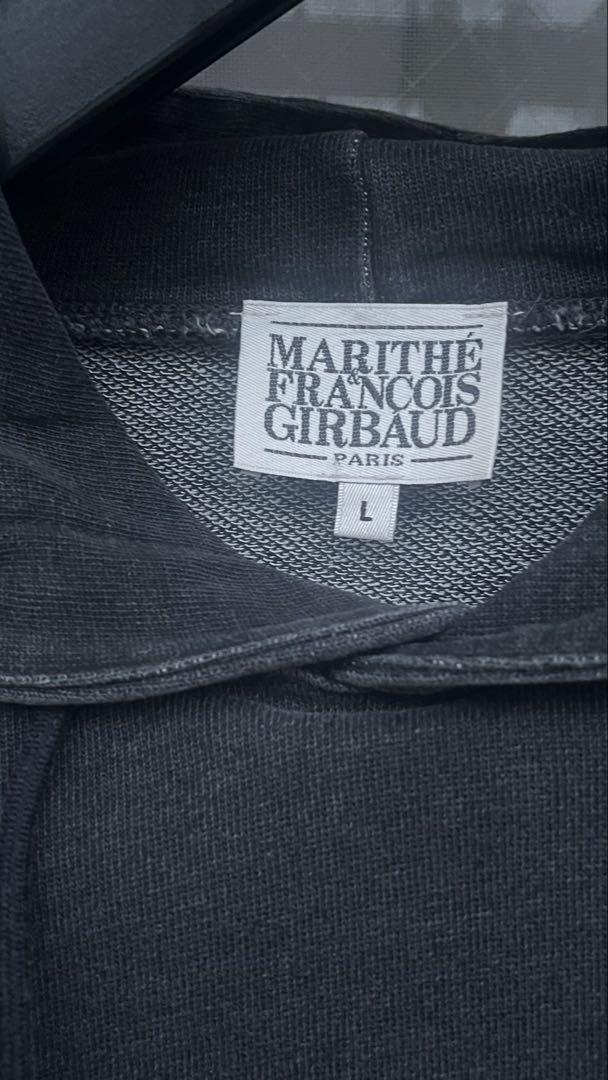 MARITHÉ
&
FRANÇOIS
GIRBAUD
PARIS
L